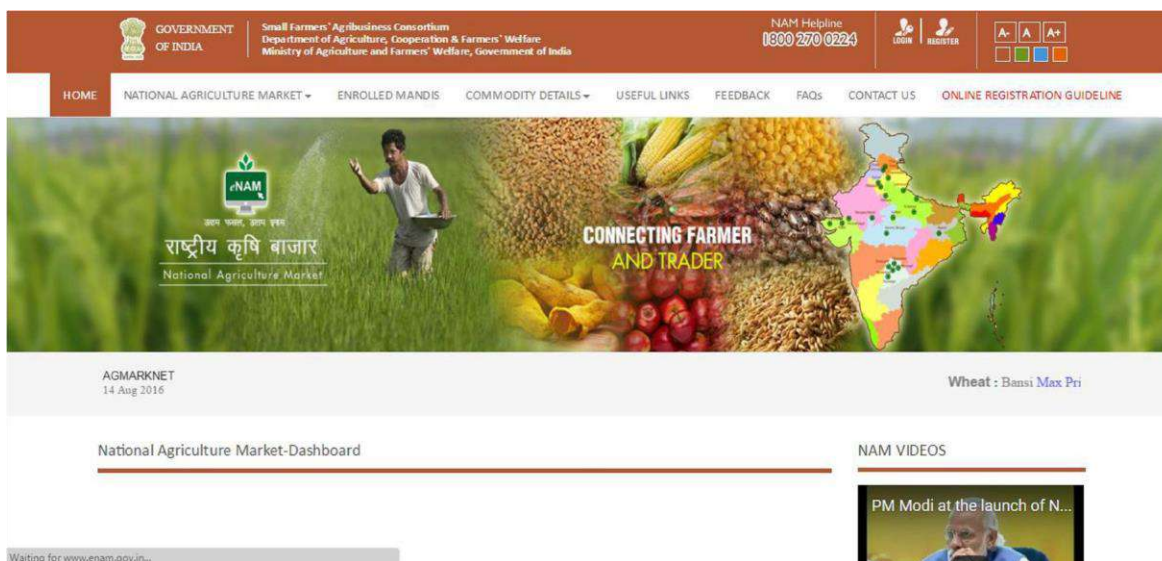 GOVERNMENT
OF INDIA
Small Farmers' Agribusiness Consortium
Department of Agriculture, Cooperation & Farmers' Welfare
Ministry of Agriculture and Farmers' Welfare, Government of India
NAM Helpline
1800 270 0224
LOGIN
REGISTER
A- A A+
HOME NATIONAL AGRICULTURE MARKET ENROLLED MANDIS COMMODITY DETAILS USEFUL LINKS FEEDBACK FAQs CONTACT US ONLINE REGISTRATION GUIDELINE
eNAM
राष्ट्रीय कृषि बाजार
National Agriculture Market
CONNECTING FARMER
AND TRADER
AGMARKNET
14 Aug 2016
Wheat : Bansi Max Pri
National Agriculture Market-Dashboard
NAM VIDEOS
PM Modi at the launch of N...
Waiting for www.enam.gov.in...